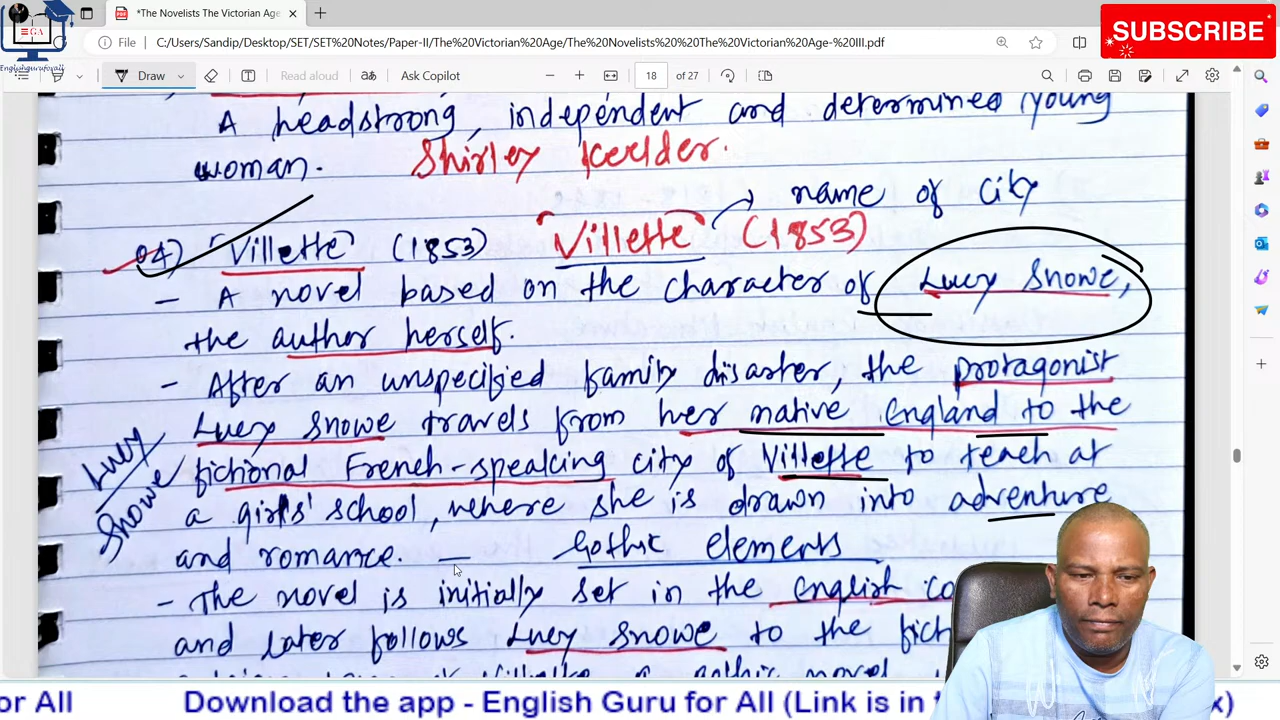 *The Novelists The Victorian Age
File C:/Users/Sandip/Desktop/SET/SET%20Notes/Paper-II/The%20Victorian%20Age/The%20Novelists%20%20The%20Victorian%20Age-%20III.pdf
SUBSCRIBE
EGA
Englishguruforall
Draw Read aloud Ask Copilot 18 of 27
A headstrong, independent and determined young
woman. Shirley Keelder.
name of City
04) "Villette" (1853) "Villette" (1853)
- A novel based on the character of Lucy Snowe,
the author herself.
- After an unspecified family disaster, the protagonist
Lucy Snowe travels from her native England to the
fictional French-speaking city of Villette to teach at
a girls' school, where she is drawn into adventure
and romance. — Gothic elements
Lucy
Snowe
- The novel is initially set in the English co
and later follows Lucy Snowe to the fict
or All Download the app - English Guru for All (Link is in t x)